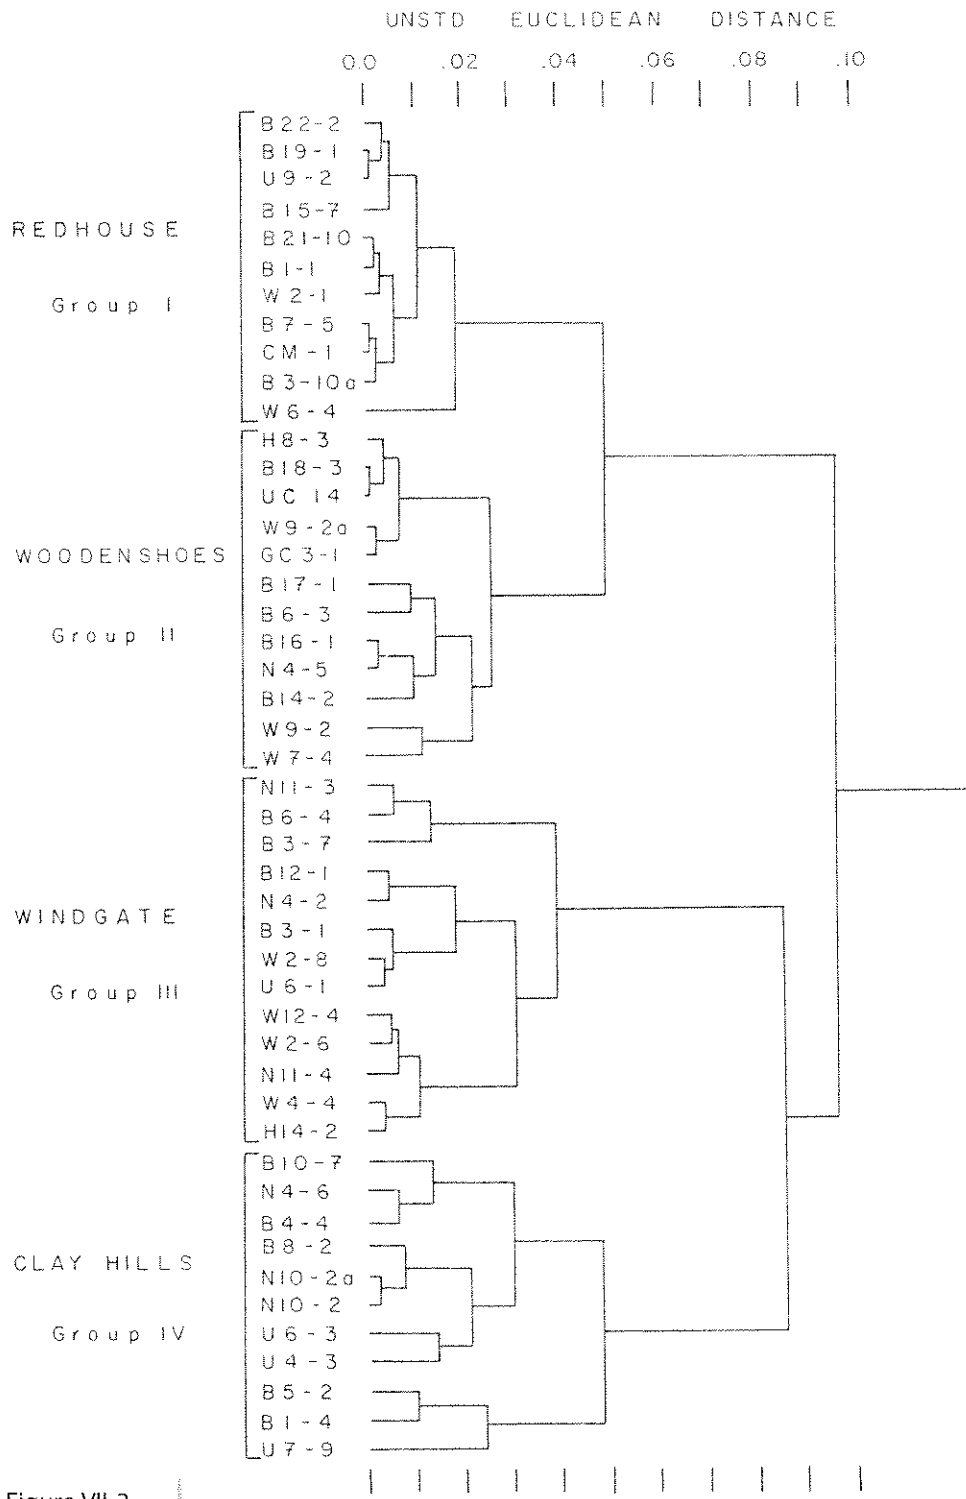 UNSTD EUCLIDEAN DISTANCE
0.0 .02 .04 .06 .08 .10
B22-2
B19-1
U9-2
B15-7
REDHOUSE
B21-10
B1-1
W2-1
Group I
B7-5
CM-1
B3-10a
W6-4
H8-3
B18-3
UC14
W9-2a
WOODENSHOES
GC3-1
B17-1
B6-3
Group II
B16-1
N4-5
B14-2
W9-2
W7-4
N11-3
B6-4
B3-7
B12-1
N4-2
WINDGATE
B3-1
W2-8
U6-1
Group III
W12-4
W2-6
N11-4
W4-4
H14-2
B10-7
N4-6
B4-4
B8-2
CLAY HILLS
N10-2a
N10-2
Group IV
U6-3
U4-3
B5-2
B1-4
U7-9